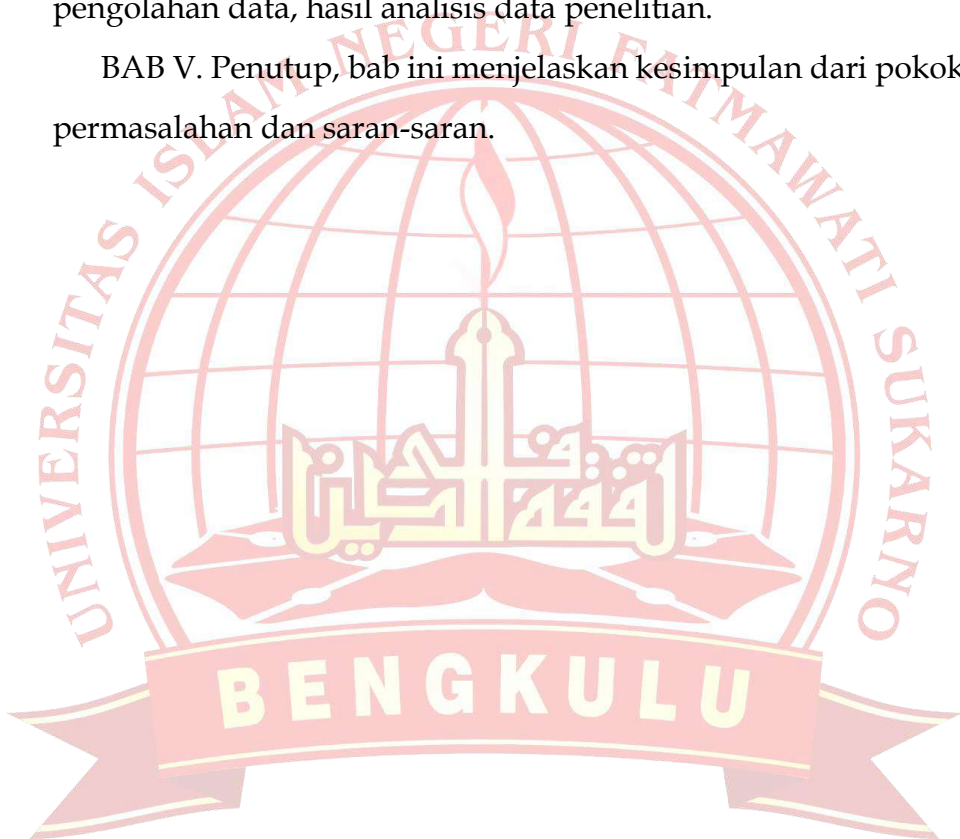 pengolahan data, hasil analisis data penelitian.
BAB V. Penutup, bab ini menjelaskan kesimpulan dari pokok
permasalahan dan saran-saran.
UNIVERSITAS ISLAM NEGERI FATMAWATI SUKARNO
BENGKULU